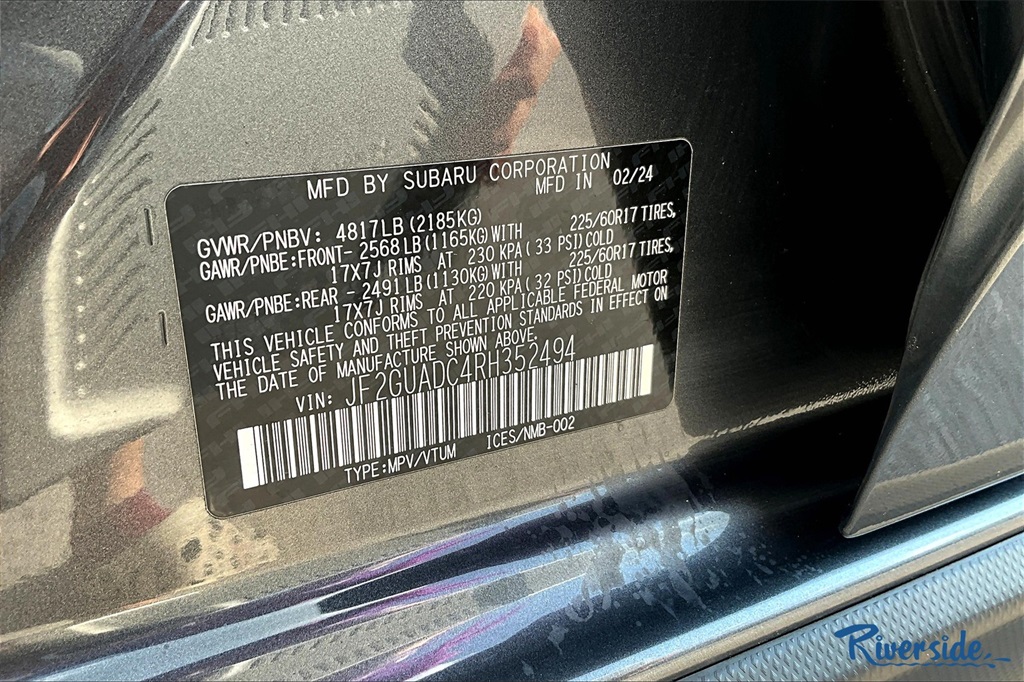 MFD BY SUBARU CORPORATION
MFD IN 02/24
GVWR/PNBV: 4817LB (2185KG)
GAWR/PNBE:FRONT- 2568LB(1165KG)WITH 225/60R17 TIRES,
17X7J RIMS AT 230 KPA(33 PSI)COLD
GAWR/PNBE:REAR - 2491LB(1130KG)WITH 225/60R17 TIRES,
17X7J RIMS AT 220 KPA(32 PSI)COLD
THIS VEHICLE CONFORMS TO ALL APPLICABLE FEDERAL MOTOR
VEHICLE SAFETY AND THEFT PREVENTION STANDARDS IN EFFECT ON
THE DATE OF MANUFACTURE SHOWN ABOVE.
VIN: JF2GUADC4RH352494
TYPE:MPV/VTUM ICES/NMB-002
Riverside